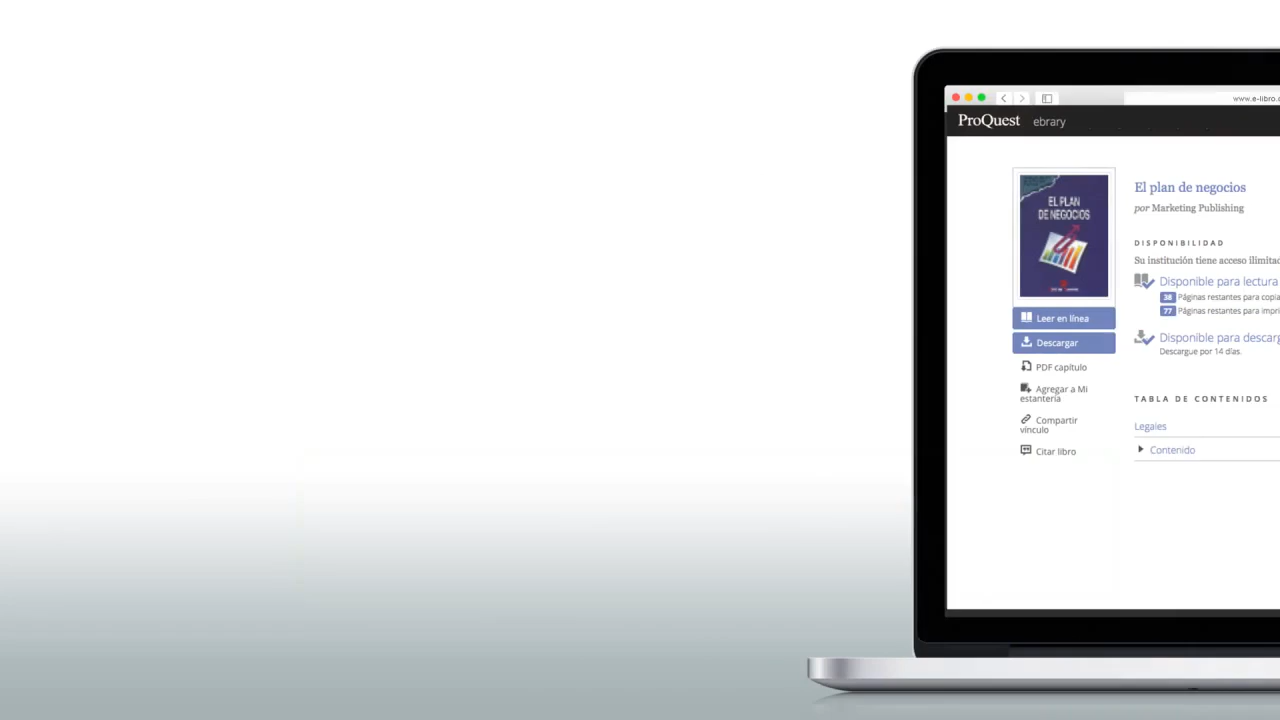 www.e-libro.c
ProQuest ebrary
EL PLAN
DE NEGOCIOS
El plan de negocios
por Marketing Publishing
DISPONIBILIDAD
Su institución tiene acceso ilimitad
Disponible para lectura
38 Páginas restantes para copia
77 Páginas restantes para impri
Leer en línea
Descargar
Disponible para descarg
Descargue por 14 días.
PDF capítulo
Agregar a Mi
estantería
Compartir
vínculo
Citar libro
TABLA DE CONTENIDOS
Legales
Contenido